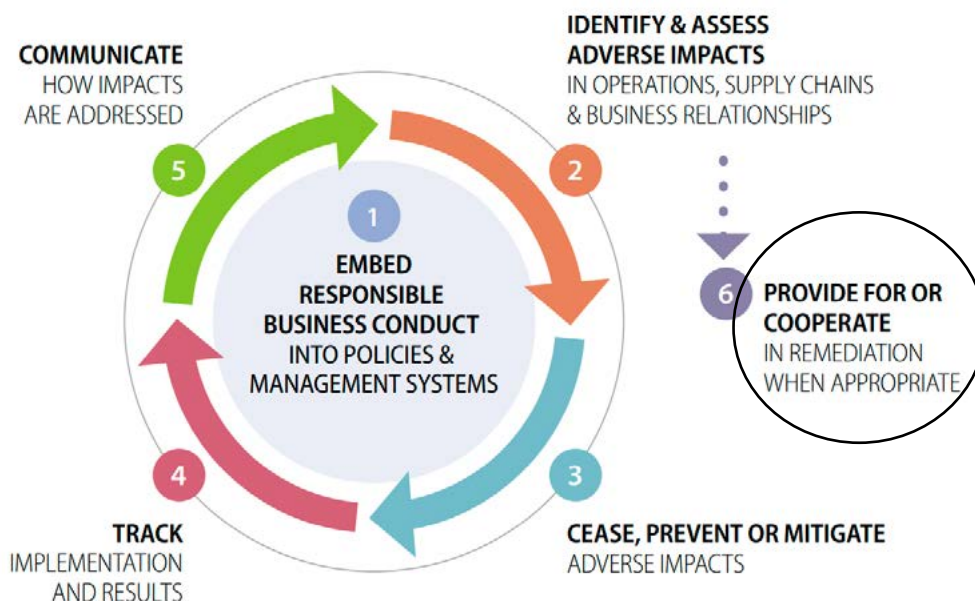 COMMUNICATE
HOW IMPACTS
ARE ADDRESSED
5
IDENTIFY & ASSESS
ADVERSE IMPACTS
IN OPERATIONS, SUPPLY CHAINS
& BUSINESS RELATIONSHIPS
2
1
EMBED
RESPONSIBLE
BUSINESS CONDUCT
INTO POLICIES &
MANAGEMENT SYSTEMS
6
PROVIDE FOR OR
COOPERATE
IN REMEDIATION
WHEN APPROPRIATE
4
TRACK
IMPLEMENTATION
AND RESULTS
3
CEASE, PREVENT OR MITIGATE
ADVERSE IMPACTS